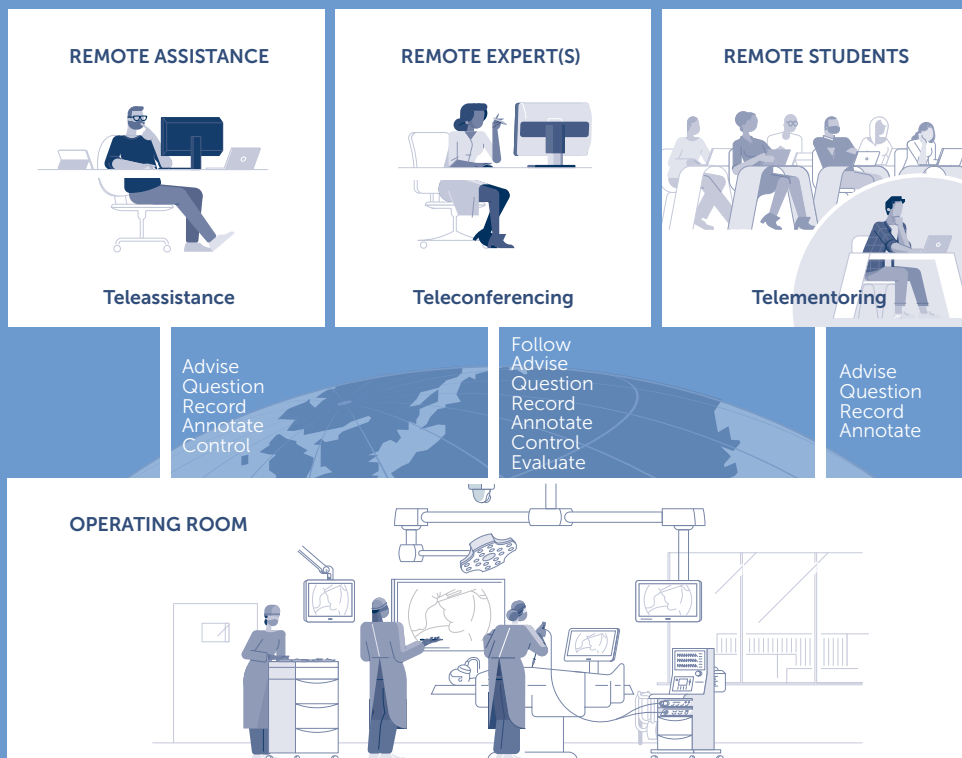 REMOTE ASSISTANCE
REMOTE EXPERT(S)
REMOTE STUDENTS
Teleassistance
Teleconferencing
Telementoring
Advise
Question
Record
Annotate
Control
Follow
Advise
Question
Record
Annotate
Control
Evaluate
Advise
Question
Record
Annotate
OPERATING ROOM